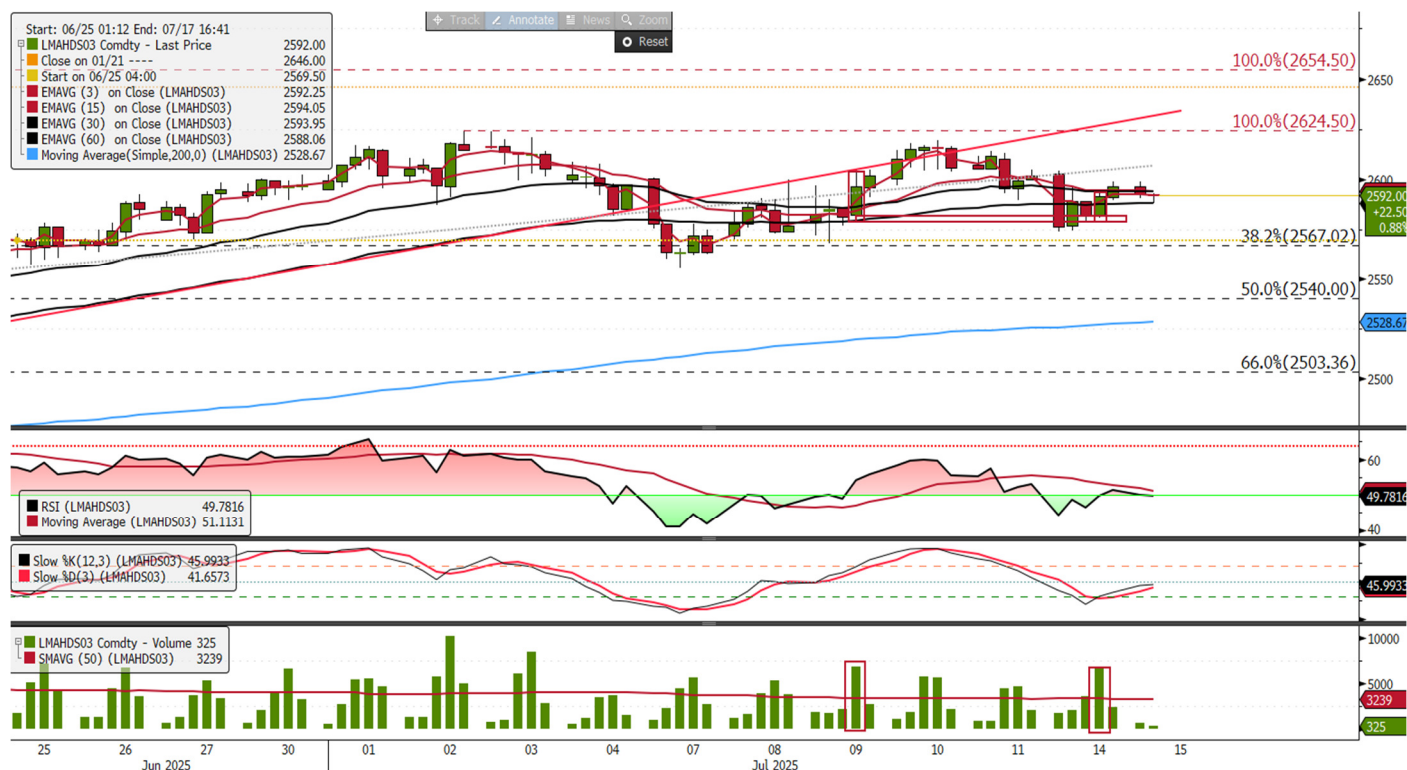 Track Annotate News Zoom
Reset
Start: 06/25 01:12 End: 07/17 16:41
LMAHDS03 Comdty - Last Price 2592.00
Close on 01/21 ---- 2646.00
Start on 06/25 04:00 2569.50
EMAVG (3) on Close (LMAHDS03) 2592.25
EMAVG (15) on Close (LMAHDS03) 2594.05
EMAVG (30) on Close (LMAHDS03) 2593.95
EMAVG (60) on Close (LMAHDS03) 2588.06
Moving Average(Simple,200,0) (LMAHDS03) 2528.67
100.0%(2654.50)
2650
100.0%(2624.50)
2600
2592.00
+22.50
0.88%
38.2%(2567.02)
2550
50.0%(2540.00)
2528.67
66.0%(2503.36)
2500
60
RSI (LMAHDS03) 49.7816
Moving Average (LMAHDS03) 51.1131
49.7816
40
Slow %K(12,3) (LMAHDS03) 45.9933
Slow %D(3) (LMAHDS03) 41.6573
45.9933
LMAHDS03 Comdty - Volume 325
SMAVG (50) (LMAHDS03) 3239
10000
5000
3239
325
25 26 27 30 01 02 03 04 07 08 09 10 11 14 15
Jun 2025 Jul 2025